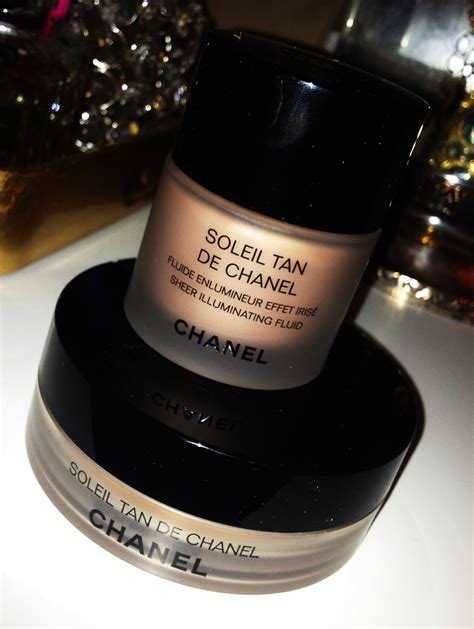 SOLEIL TAN
DE CHANEL
FLUIDE ENLUMINEUR EFFET IRISÉ
SHEER ILLUMINATING FLUID
CHANEL
CHANEL
SOLEIL TAN DE CHANEL
CHANEL